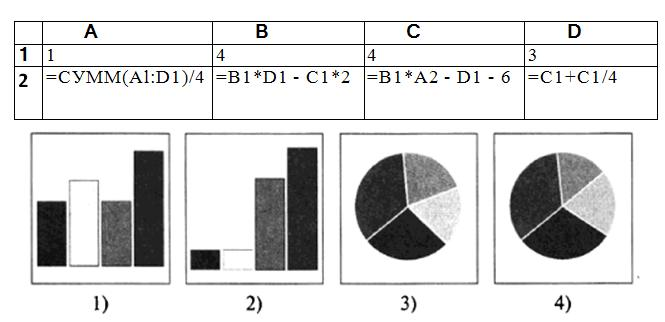 A B C D
1 1 4 4 3
2 =СУММ(Al:D1)/4 =B1*D1 - C1*2 =B1*A2 - D1 - 6 =C1+C1/4
1) 2) 3) 4)